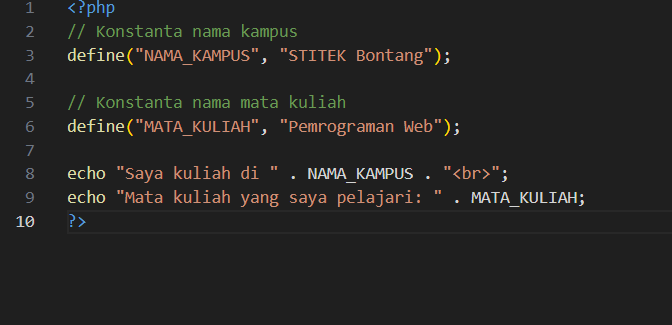 1 <?php
2 // Konstanta nama kampus
3 define("NAMA_KAMPUS", "STITEK Bontang");
4
5 // Konstanta nama mata kuliah
6 define("MATA_KULIAH", "Pemrograman Web");
7
8 echo "Saya kuliah di " . NAMA_KAMPUS . "<br>";
9 echo "Mata kuliah yang saya pelajari: " . MATA_KULIAH;
10 ?>